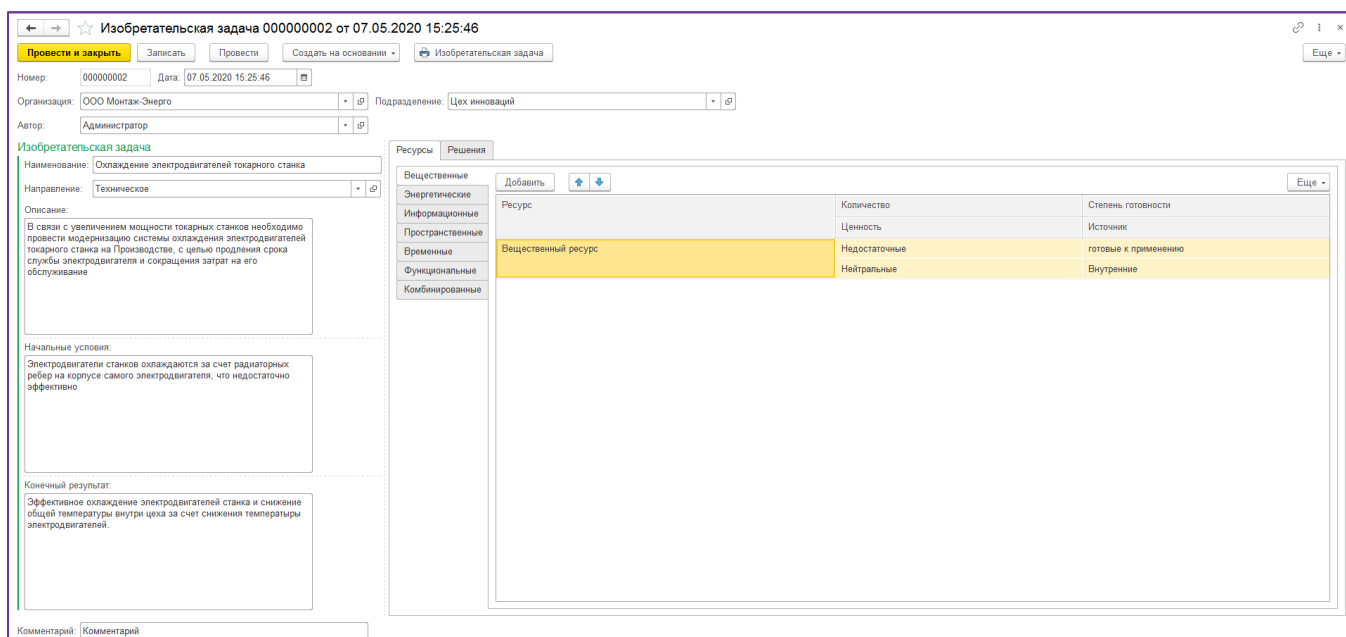 Изобретательская задача 000000002 от 07.05.2020 15:25:46
Провести и закрыть Записать Провести Создать на основании Изобретательская задача Еще
Номер: 000000002 Дата: 07.05.2020 15:25:46
Организация: ООО Монтаж-Энерго Подразделение: Цех инноваций
Автор: Администратор
Изобретательская задача
Наименование: Охлаждение электродвигателей токарного станка
Направление: Техническое
Описание:
В связи с увеличением мощности токарных станков необходимо
провести модернизацию системы охлаждения электродвигателей
токарного станка на Производстве, с целью продления срока
службы электродвигателя и сокращения затрат на его
обслуживание
Начальные условия:
Электродвигатели станков охлаждаются за счет радиаторных
ребер на корпусе самого электродвигателя, что недостаточно
эффективно
Конечный результат:
Эффективное охлаждение электродвигателей станка и снижение
общей температуры внутри цеха за счет снижения температыры
электродвигателей.
Комментарий: Комментарий
Ресурсы Решения
Вещественные
Энергетические
Информационные
Пространственные
Временные
Функциональные
Комбинированные
Добавить Еще
Ресурс Количество Степень готовности
Ценность Источник
Вещественный ресурс Недостаточные готовые к применению
Нейтральные Внутренние